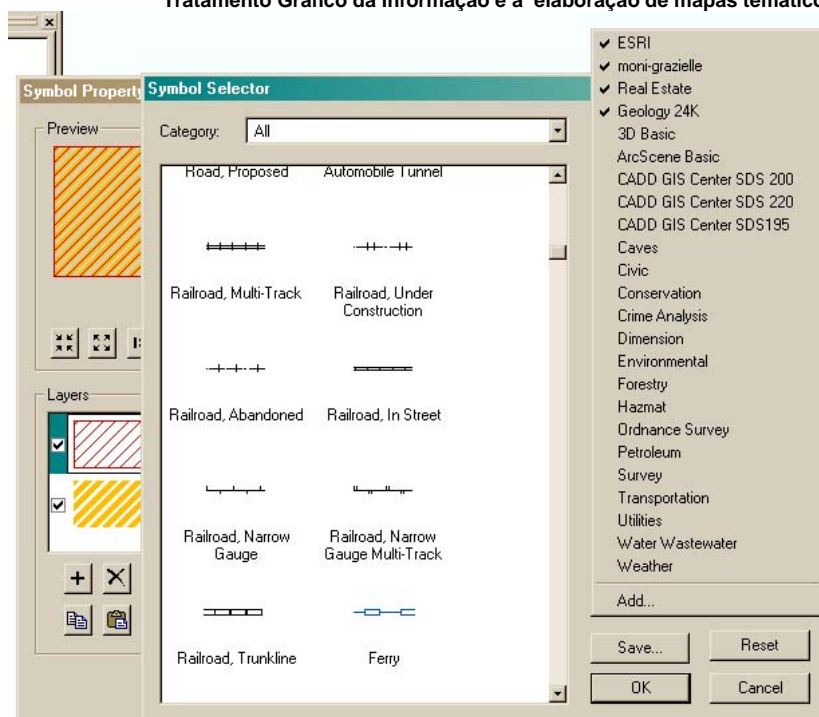 Tratamento Gráfico da Informação e a elaboração de mapas temático
Symbol Property
Symbol Selector
Preview
Category:
All
Road, Proposed
Automobile Tunnel
Railroad, Multi-Track
Railroad, Under
Construction
Railroad, Abandoned
Railroad, In Street
Railroad, Narrow
Gauge
Railroad, Narrow
Gauge Multi-Track
Railroad, Trunkline
Ferry
Layers
ESRI
moni-grazielle
Real Estate
Geology 24K
3D Basic
ArcScene Basic
CADD GIS Center SDS 200
CADD GIS Center SDS 220
CADD GIS Center SDS195
Caves
Civic
Conservation
Crime Analysis
Dimension
Environmental
Forestry
Hazmat
Ordnance Survey
Petroleum
Survey
Transportation
Utilities
Water Wastewater
Weather
Add...
Save...
Reset
OK
Cancel